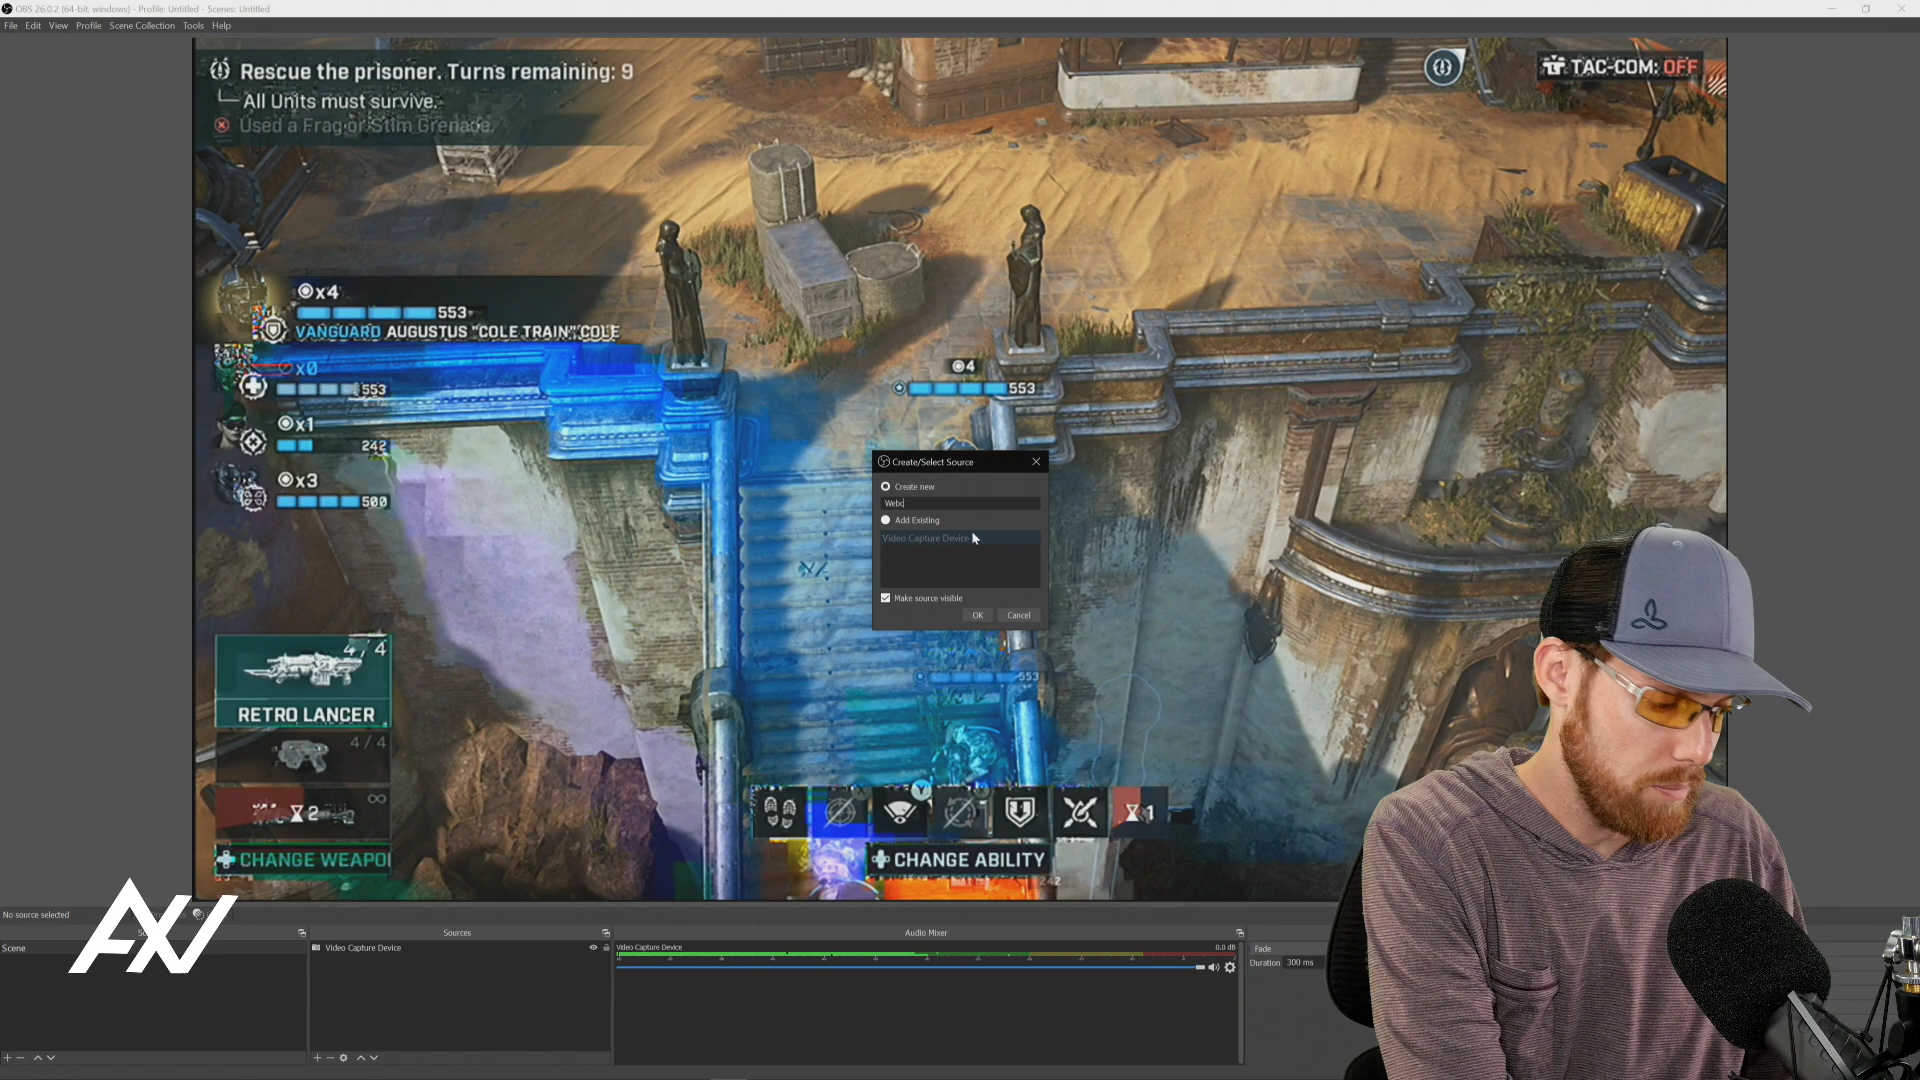 OBS 26.0.2 (64-bit, windows) - Profile: Untitled - Scenes: Untitled
File Edit View Profile Scene Collection Tools Help
Rescue the prisoner. Turns remaining: 9
All Units must survive.
Used a Frag or Stim Grenade.
TAC-COM: OFF
x4
553
VANGUARD AUGUSTUS "COLE TRAIN" COLE
x0
553
x1
242
x3
500
4
553
Create/Select Source
Create new
Webc
Add Existing
Video Capture Device
Make source visible
OK Cancel
553
4/4
RETRO LANCER
4/4
2
∞
CHANGE WEAPO
Y
1
CHANGE ABILITY
242
AXV
No source selected
Sources
Audio Mixer
Scene
Video Capture Device
Video Capture Device
0.0 dB
Fade
Duration 300 ms